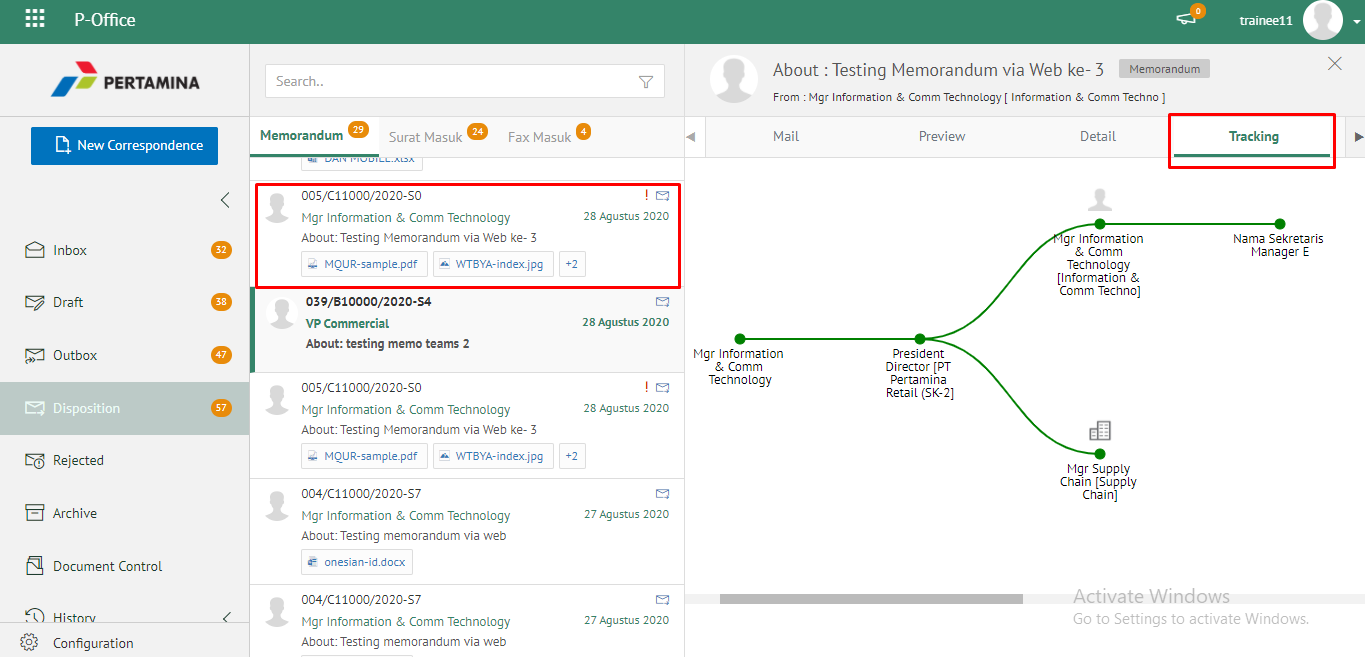 P-Office
0
trainee11
PERTAMINA
New Correspondence
Inbox
32
Draft
38
Outbox
47
Disposition
57
Rejected
Archive
Document Control
History
Configuration
Search..
Memorandum 29
Surat Masuk 24
Fax Masuk 4
DAN MOBILE.xlsx
005/C11000/2020-S0
!
Mgr Information & Comm Technology
28 Agustus 2020
About: Testing Memorandum via Web ke- 3
MQUR-sample.pdf
WTBYA-index.jpg
+2
039/B10000/2020-S4
VP Commercial
28 Agustus 2020
About: testing memo teams 2
005/C11000/2020-S0
!
Mgr Information & Comm Technology
28 Agustus 2020
About: Testing Memorandum via Web ke- 3
MQUR-sample.pdf
WTBYA-index.jpg
+2
004/C11000/2020-S7
Mgr Information & Comm Technology
27 Agustus 2020
About: Testing memorandum via web
onesian-id.docx
004/C11000/2020-S7
Mgr Information & Comm Technology
27 Agustus 2020
About: Testing memorandum via web
About : Testing Memorandum via Web ke- 3
Memorandum
From : Mgr Information & Comm Technology [ Information & Comm Techno ]
Mail
Preview
Detail
Tracking
Mgr Information
& Comm
Technology
President
Director [PT
Pertamina
Retail (SK-2]
Mgr Information
& Comm
Technology
[Information &
Comm Techno]
Nama Sekretaris
Manager E
Mgr Supply
Chain [Supply
Chain]
Activate Windows
Go to Settings to activate Windows.